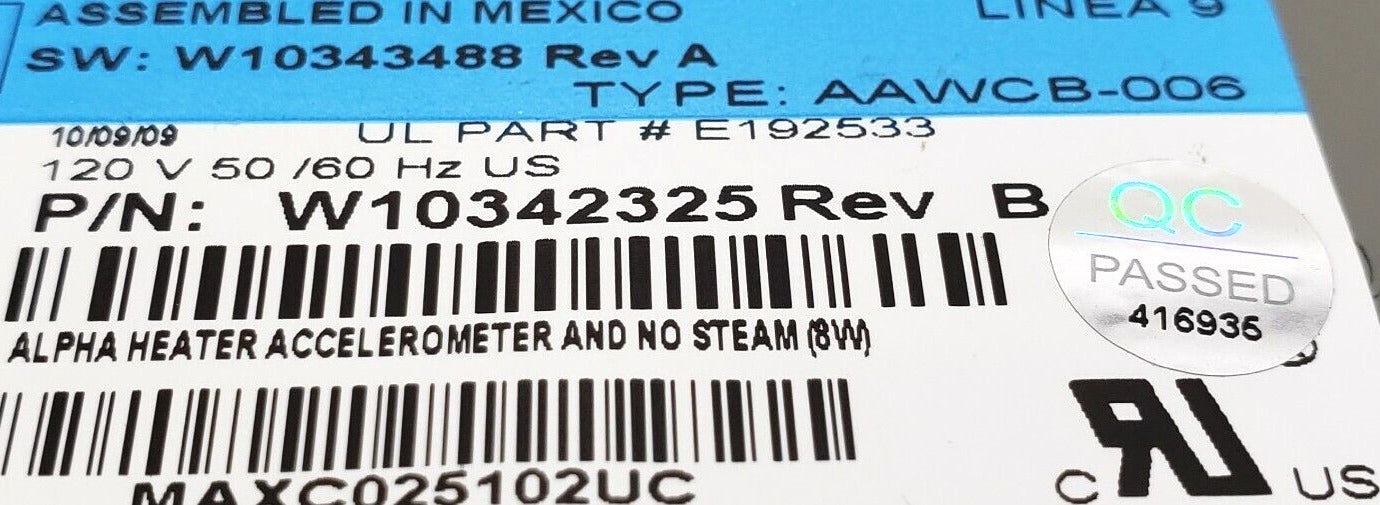 ASSEMBLED IN MEXICO
LINEA 9
SW: W10343488 Rev A
TYPE: AAWCB-006
10/09/09
UL PART # E192533
120 V 50 /60 Hz US
P/N: W10342325 Rev B
QC
PASSED
416935
ALPHA HEATER ACCELEROMETER AND NO STEAM (8W)
MAXC025102UC
C RU US